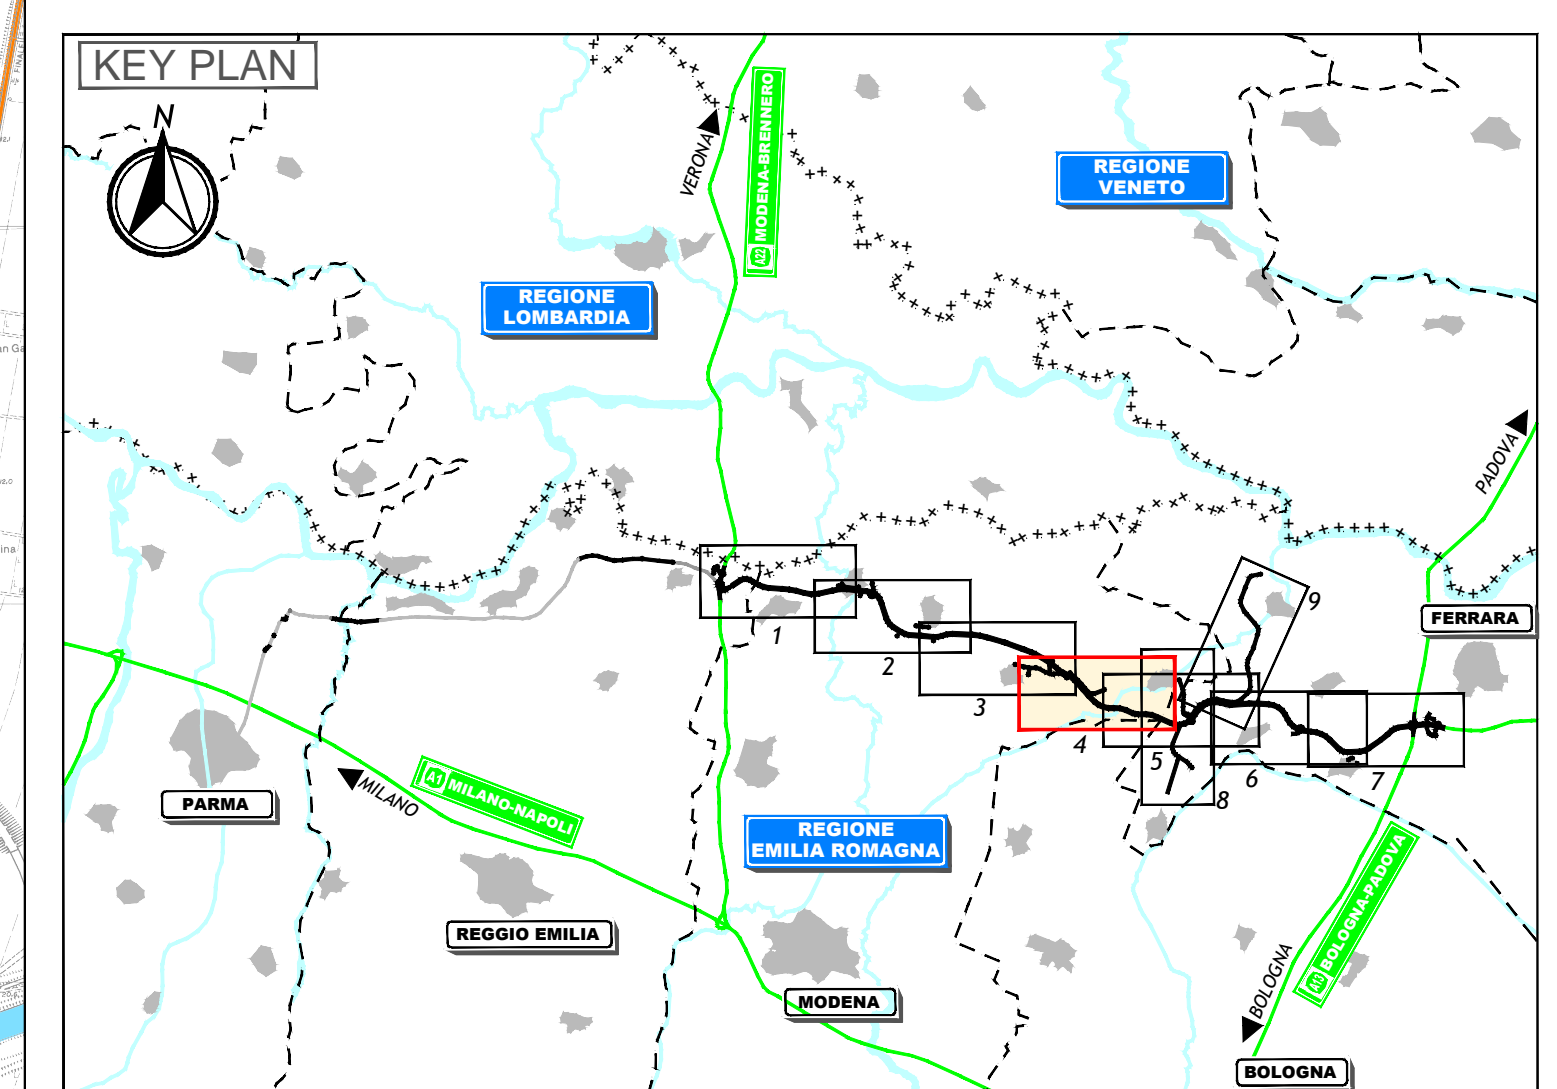 KEY PLAN
N
VERONA
A22 MODENA-BRENNERO
REGIONE
VENETO
REGIONE
LOMBARDIA
PADOVA
FERRARA
1
2
3
4
5
6
7
8
9
PARMA
MILANO
A1 MILANO-NAPOLI
REGIONE
EMILIA ROMAGNA
REGGIO EMILIA
MODENA
A13 BOLOGNA-PADOVA
BOLOGNA
BOLOGNA